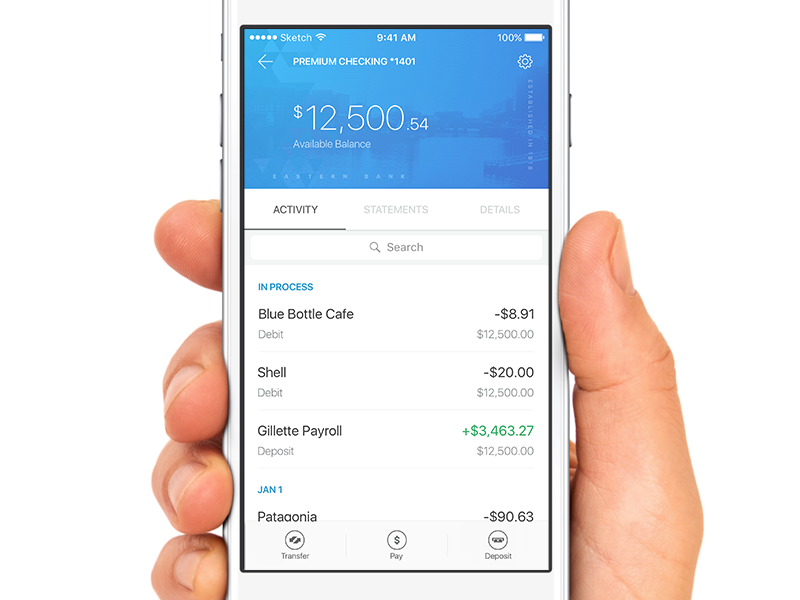 Sketch 9:41 AM 100%
PREMIUM CHECKING *1401
$12,500.54
Available Balance
ESTABLISHED IN 1818
EASTERN BANK
ACTIVITY STATEMENTS DETAILS
Search
IN PROCESS
Blue Bottle Cafe -$8.91
Debit $12,500.00
Shell -$20.00
Debit $12,500.00
Gillette Payroll +$3,463.27
Deposit $12,500.00
JAN 1
Patagonia -$90.63
Transfer Pay Deposit